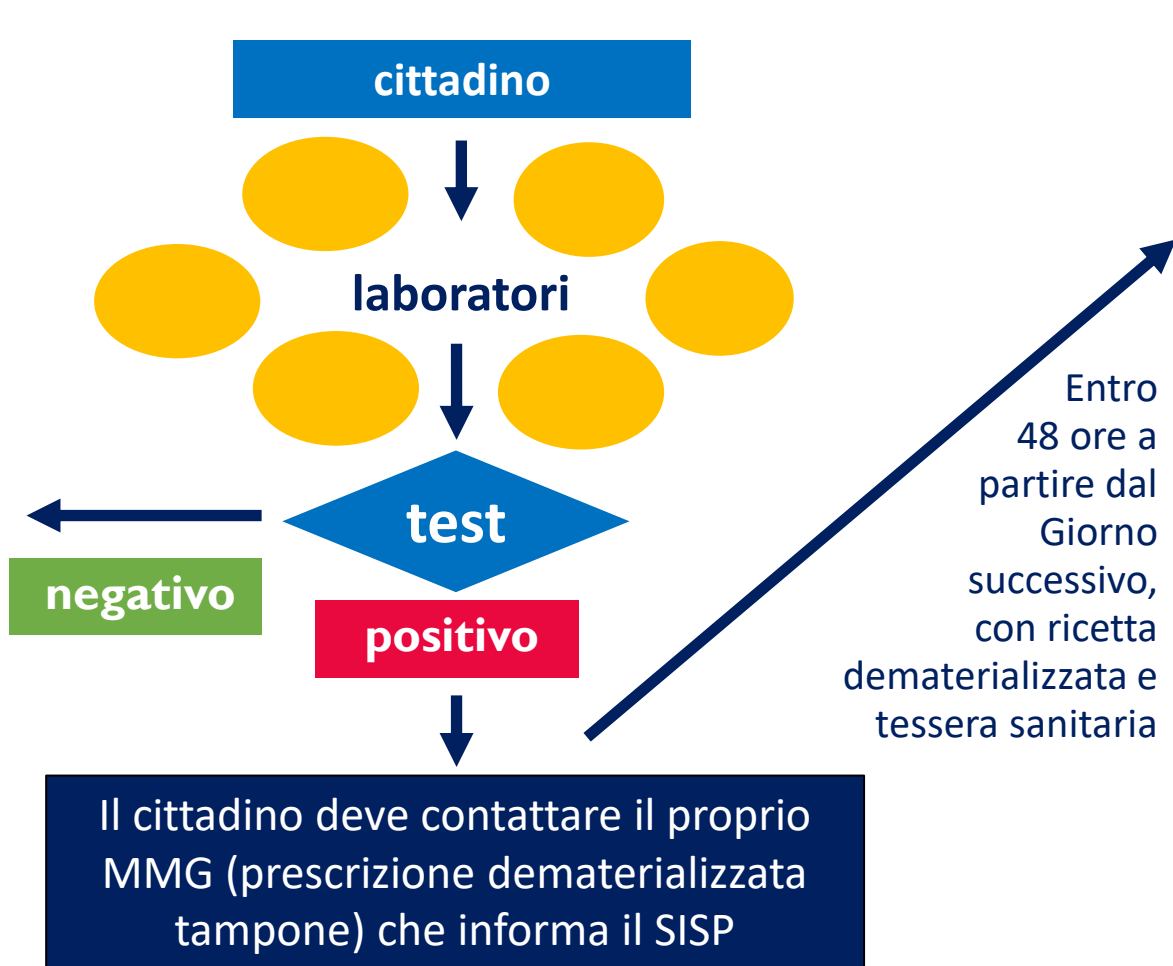 cittadino
laboratori
test
negativo
positivo
Entro
48 ore a
partire dal
Giorno
successivo,
con ricetta
dematerializzata e
tessera sanitaria
Il cittadino deve contattare il proprio
MMG (prescrizione dematerializzata
tampone) che informa il SISP